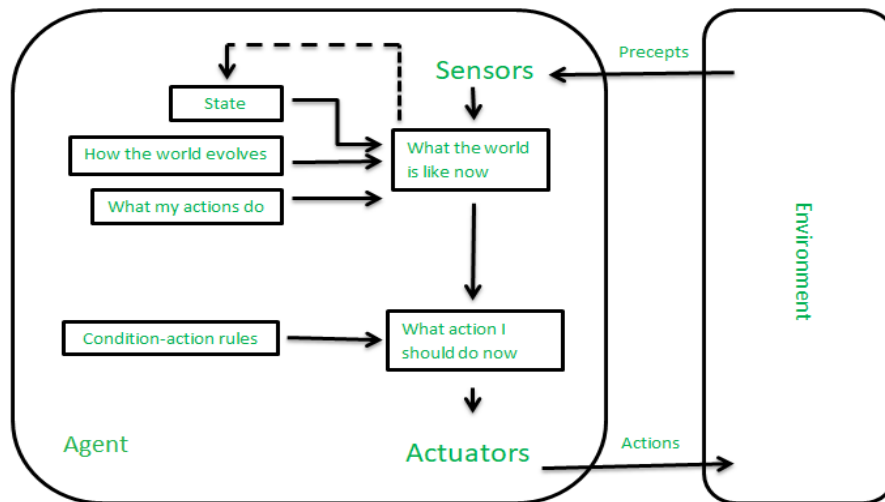 Sensors
Precepts
State
How the world evolves
What the world
is like now
What my actions do
Environment
Condition-action rules
What action I
should do now
Agent
Actuators
Actions